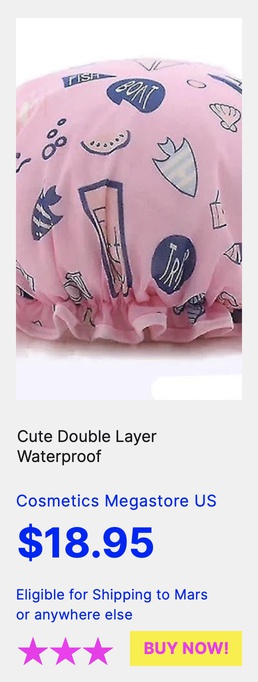 FISH
BOAT
TRIP
Cute Double Layer
Waterproof
Cosmetics Megastore US
$18.95
Eligible for Shipping to Mars
or anywhere else
BUY NOW!